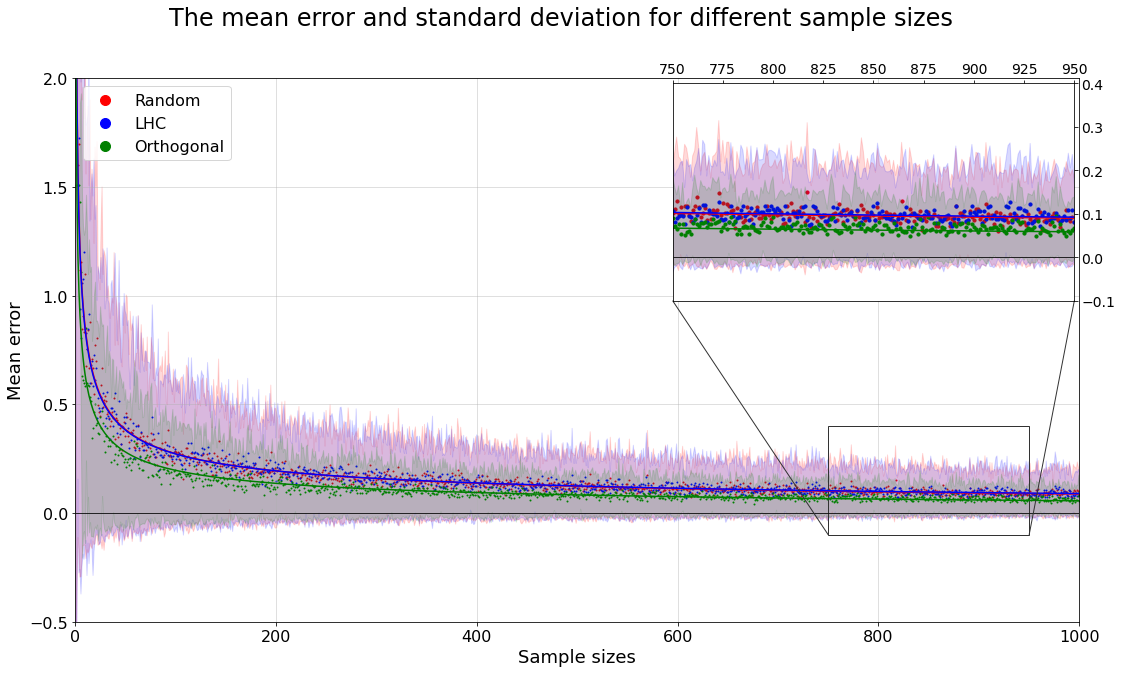 The mean error and standard deviation for different sample sizes
750 775 800 825 850 875 900 925 950
2.0
1.5
1.0
0.5
0.0
−0.5
Mean error
Random
LHC
Orthogonal
0.4
0.3
0.2
0.1
0.0
−0.1
0 200 400 600 800 1000
Sample sizes